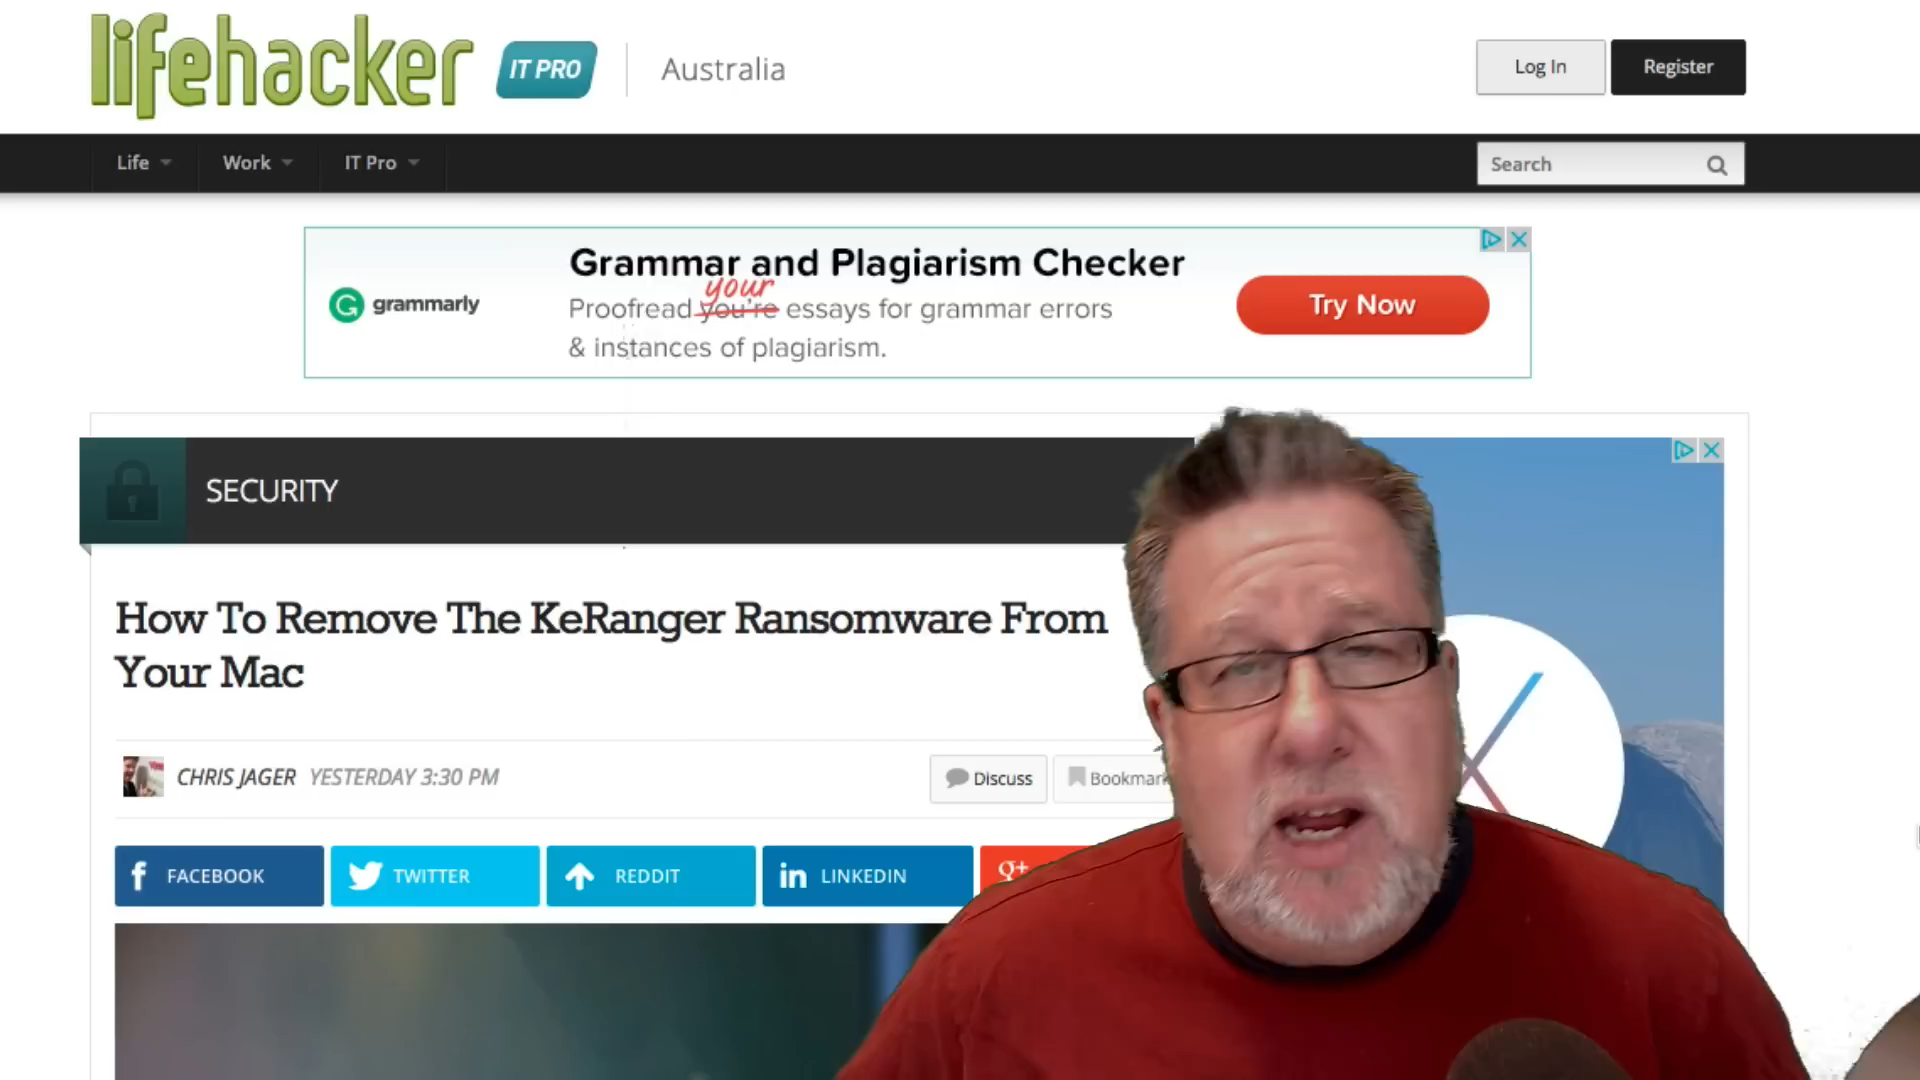 lifehacker IT PRO Australia
Log In Register
Life Work IT Pro
Search
Grammar and Plagiarism Checker
your
grammarly
Proofread you're essays for grammar errors
& instances of plagiarism.
Try Now
SECURITY
How To Remove The KeRanger Ransomware From
Your Mac
CHRIS JAGER YESTERDAY 3:30 PM
Discuss Bookmark
FACEBOOK TWITTER REDDIT LINKEDIN g+